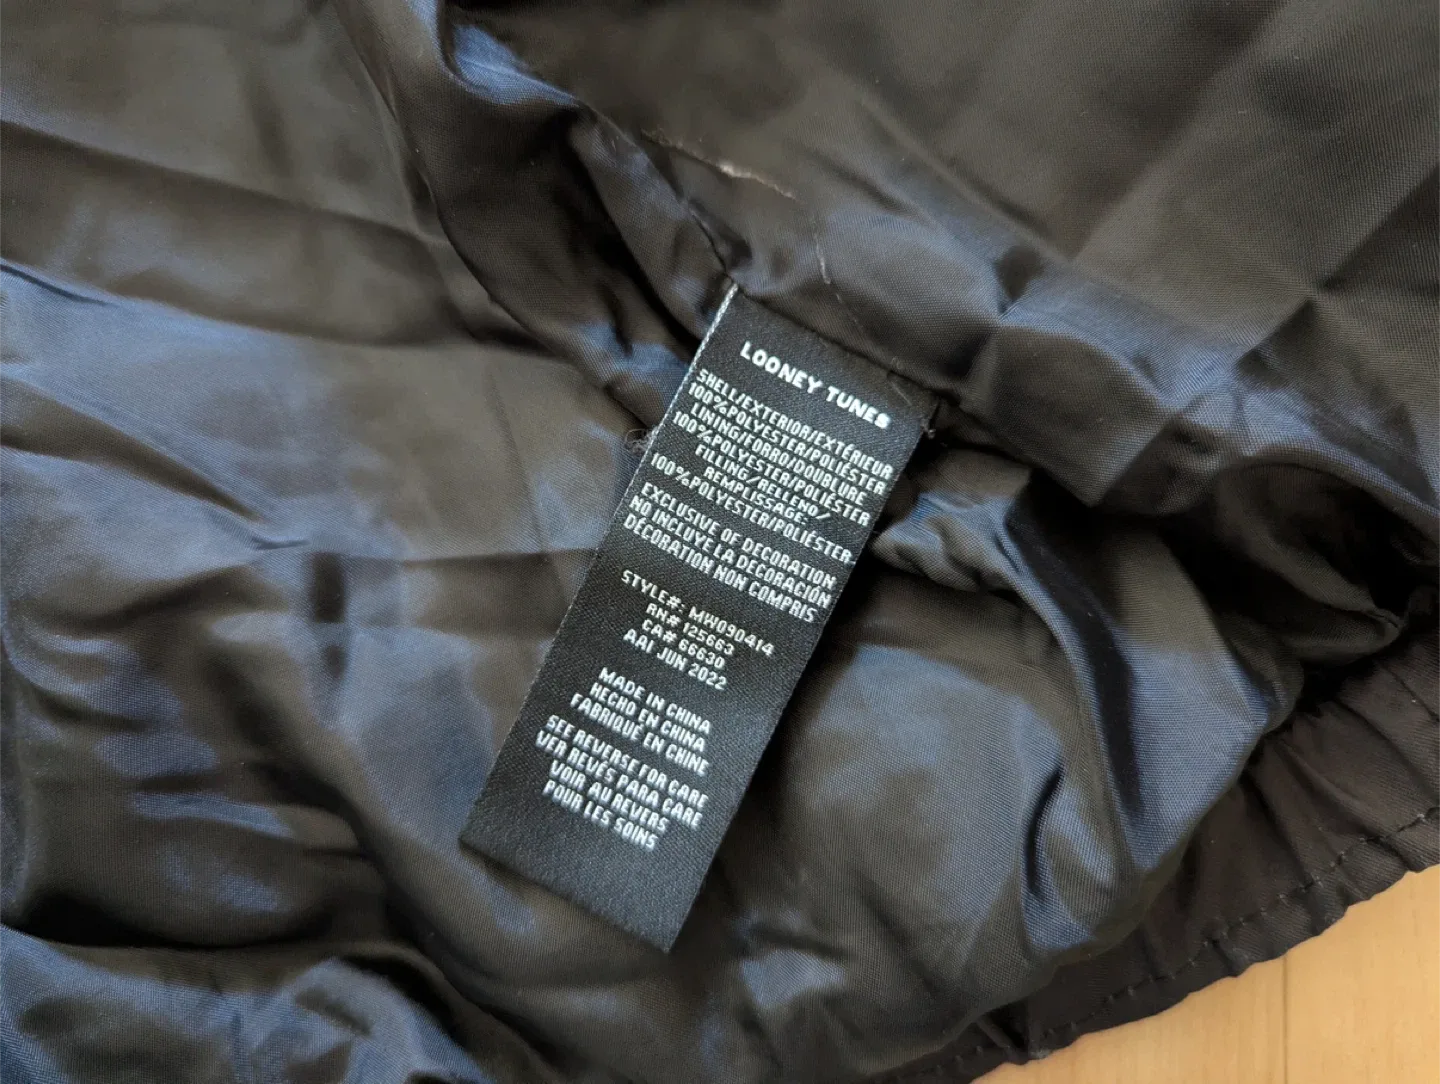 LOONEY TUNES
SHELL/EXTERIOR/EXTÉRIEUR
100%POLYESTER/POLIÉSTER
LINING/FORRO/DOUBLURE
100%POLYESTER/POLIÉSTER
FILLING/RELLENO/
REMPLISSAGE:
100%POLYESTER/POLIÉSTER
EXCLUSIVE OF DECORATION
NO INCLUYE LA DECORACIÓN
DÉCORATION NON COMPRIS
STYLE#: MW090414
RN# 125663
CA# 66630
AAI JUN 2022
MADE IN CHINA
HECHO EN CHINA
FABRIQUÉ EN CHINE
SEE REVERSE FOR CARE
VER REVÉS PARA CARE
VOIR AU REVERS
POUR LES SOINS